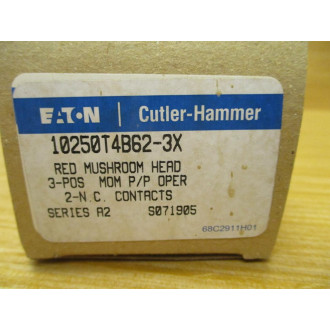 EATON Cutler-Hammer
10250T4B62-3X
RED MUSHROOM HEAD
3-POS MOM P/P OPER
2-N.C. CONTACTS
SERIES A2 S071905
68C2911H01